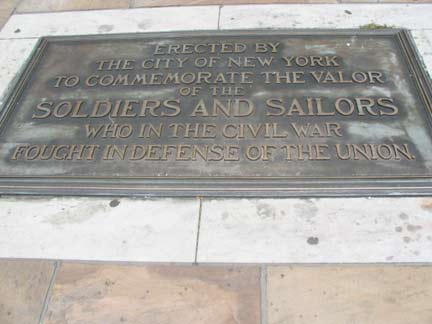 ERECTED BY
THE CITY OF NEW YORK
TO COMMEMORATE THE VALOR
OF THE
SOLDIERS AND SAILORS
WHO IN THE CIVIL WAR
FOUGHT IN DEFENSE OF THE UNION.